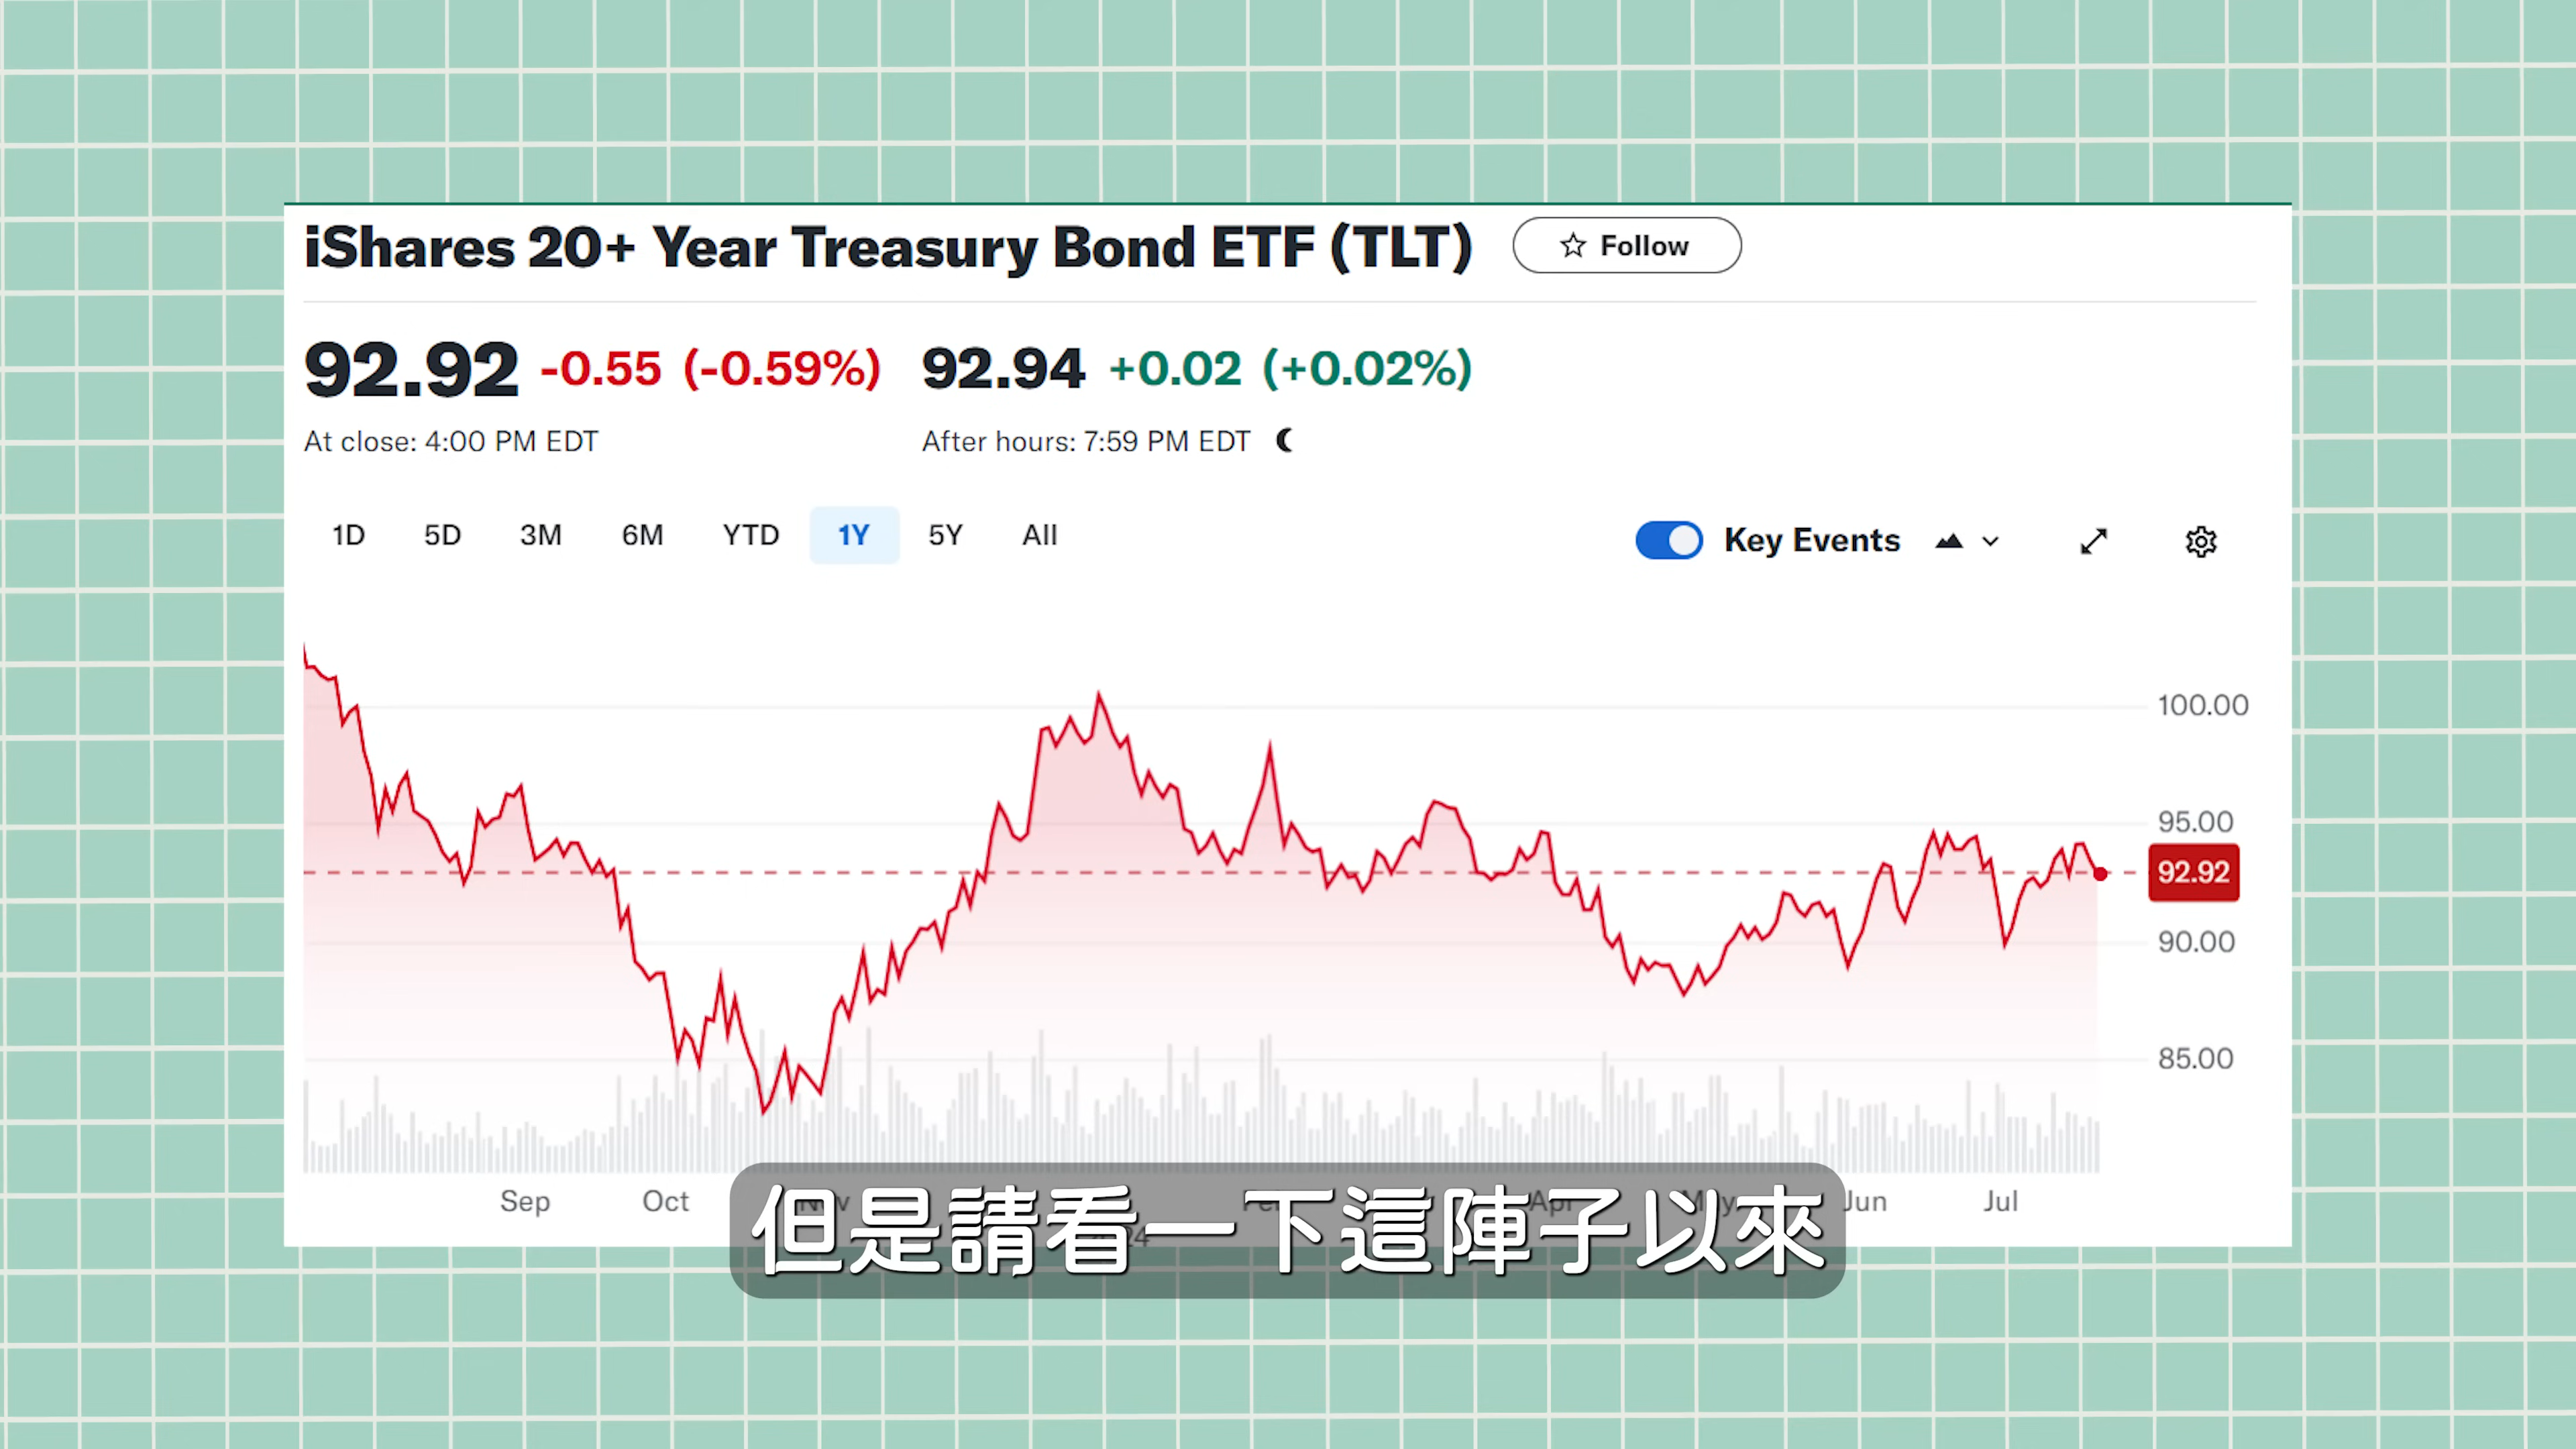 iShares 20+ Year Treasury Bond ETF (TLT) Follow
92.92 -0.55 (-0.59%) 92.94 +0.02 (+0.02%)
At close: 4:00 PM EDT After hours: 7:59 PM EDT
1D 5D 3M 6M YTD 1Y 5Y All Key Events
100.00
95.00
92.92
90.00
85.00
Sep Oct Nov Apr May Jun Jul
但是請看一下這陣子以來